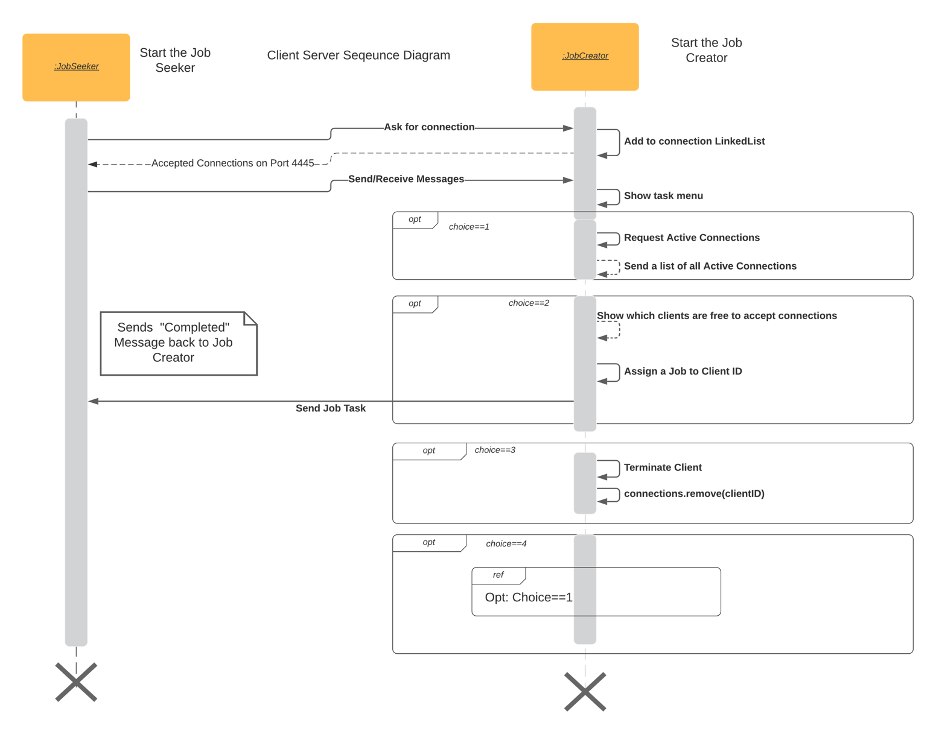 Start the Job
Seeker
Client Server Seqeunce Diagram
Start the Job
Creator
:JobSeeker
:JobCreator
Ask for connection
Add to connection LinkedList
Accepted Connections on Port 4445
Send/Receive Messages
Show task menu
opt
choice==1
Request Active Connections
Send a list of all Active Connections
opt
choice==2
Show which clients are free to accept connections
Sends "Completed"
Message back to Job
Creator
Assign a Job to Client ID
Send Job Task
opt
choice==3
Terminate Client
connections.remove(clientID)
opt
choice==4
ref
Opt: Choice==1